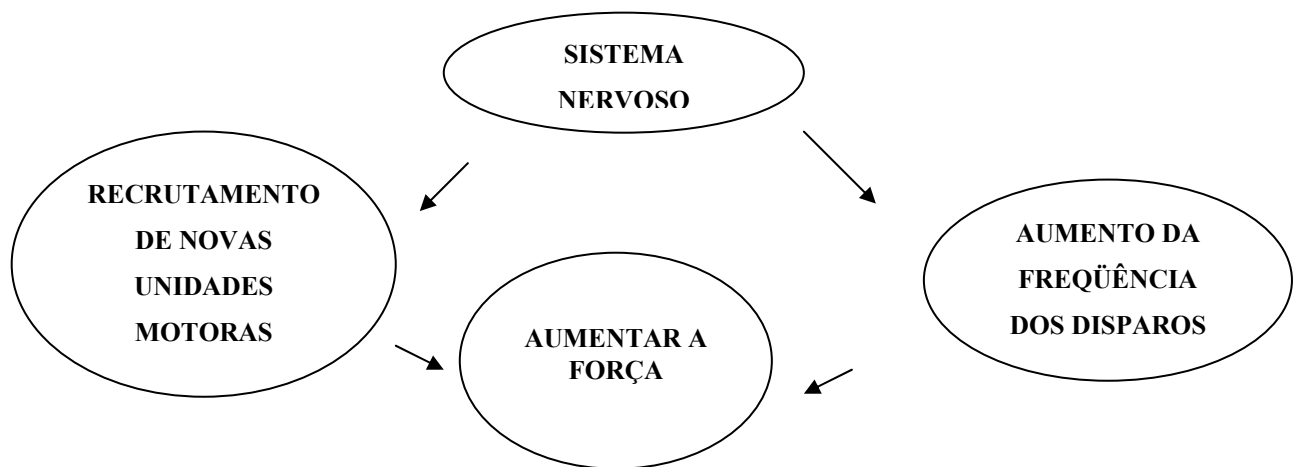 SISTEMA
NERVOSO
RECRUTAMENTO
DE NOVAS
UNIDADES
MOTORAS
AUMENTO DA
FREQÜÊNCIA
DOS DISPAROS
AUMENTAR A
FORÇA